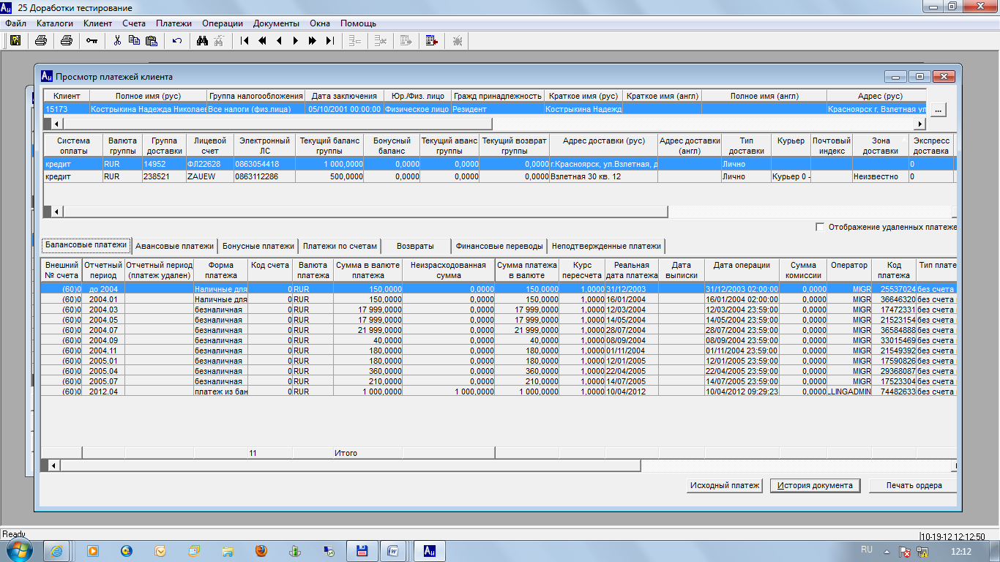 25 Доработки тестирование
Файл Каталоги Клиент Счета Платежи Операции Документы Окна Помощь
Просмотр платежей клиента
Клиент Полное имя (рус) Группа налогообложения Дата заключения Юр./Физ. лицо Гражд принадлежность Краткое имя (рус) Краткое имя (англ) Полное имя (англ) Адрес (рус)
15173 Кострыкина Надежда Николаев Все налоги (физ.лица) 05/10/2001 00:00:00 Физическое лицо Резидент Кострыкина Надежд Красноярск г, Взлетная ул ...
Система Валюта Группа Лицевой Электронный Текущий баланс Бонусный Текущий аванс Текущий возврат Адрес доставки (рус) Адрес доставки Тип Курьер Почтовый Зона Экспресс
оплаты группы доставки счет ЛС группы баланс группы группы (англ) доставки индекс доставки доставка
кредит RUR 14952 ФЛ22628 0863054418 1 000,0000 0,0000 0,0000 0,0000 г.Красноярск, ул.Взлетная, д Лично 0
кредит RUR 238521 ZAUEW 0863112286 500,0000 0,0000 0,0000 0,0000 Взлетная 30 кв. 12 Лично Курьер 0 - Неизвестно 0
Отображение удаленных платеже
Балансовые платежи Авансовые платежи Бонусные платежи Платежи по счетам Возвраты Финансовые переводы Неподтвержденные платежи
Внешний Отчетный Отчетный период Форма Код счета Валюта Сумма в валюте Неизрасходованная Сумма платежа Курс Реальная Дата Дата операции Сумма Оператор Код Тип плате
№ счета период (платеж удален) платежа платежа платежа сумма в валюте пересчета дата платежа выписки комиссии платежа
(60)0 до 2004 Наличные для 0 RUR 150,0000 0,0000 150,0000 1,0000 31/12/2003 31/12/2003 02:00:00 0,0000 MIGR 25537024 без счета
(60)0 2004.01 Наличные для 0 RUR 150,0000 0,0000 150,0000 1,0000 16/01/2004 16/01/2004 02:00:00 0,0000 MIGR 36646320 без счета
(60)0 2004.03 безналичная 0 RUR 17 999,0000 0,0000 17 999,0000 1,0000 12/03/2004 12/03/2004 23:59:00 0,0000 MIGR 17472331 без счета
(60)0 2004.05 безналичная 0 RUR 17 999,0000 0,0000 17 999,0000 1,0000 14/05/2004 14/05/2004 23:59:00 0,0000 MIGR 21523154 без счета
(60)0 2004.07 безналичная 0 RUR 21 999,0000 0,0000 21 999,0000 1,0000 28/07/2004 28/07/2004 23:59:00 0,0000 MIGR 36584888 без счета
(60)0 2004.09 безналичная 0 RUR 40,0000 0,0000 40,0000 1,0000 08/09/2004 08/09/2004 23:59:00 0,0000 MIGR 33015469 без счета
(60)0 2004.11 безналичная 0 RUR 180,0000 0,0000 180,0000 1,0000 01/11/2004 01/11/2004 23:59:00 0,0000 MIGR 21549392 без счета
(60)0 2005.01 безналичная 0 RUR 180,0000 0,0000 180,0000 1,0000 12/01/2005 12/01/2005 23:59:00 0,0000 MIGR 17590826 без счета
(60)0 2005.04 безналичная 0 RUR 360,0000 0,0000 360,0000 1,0000 22/04/2005 22/04/2005 23:59:00 0,0000 MIGR 29368087 без счета
(60)0 2005.07 безналичная 0 RUR 210,0000 0,0000 210,0000 1,0000 14/07/2005 14/07/2005 23:59:00 0,0000 MIGR 17523304 без счета
(60)0 2012.04 платеж из бан 0 RUR 1 000,0000 1 000,0000 1 000,0000 1,0000 10/04/2012 10/04/2012 09:29:23 0,0000 LINGADMIN 74482633 без счета
11 Итого
Исходный платеж История документа Печать ордера
Ready
10-19-12 12:12:50
RU 12:12